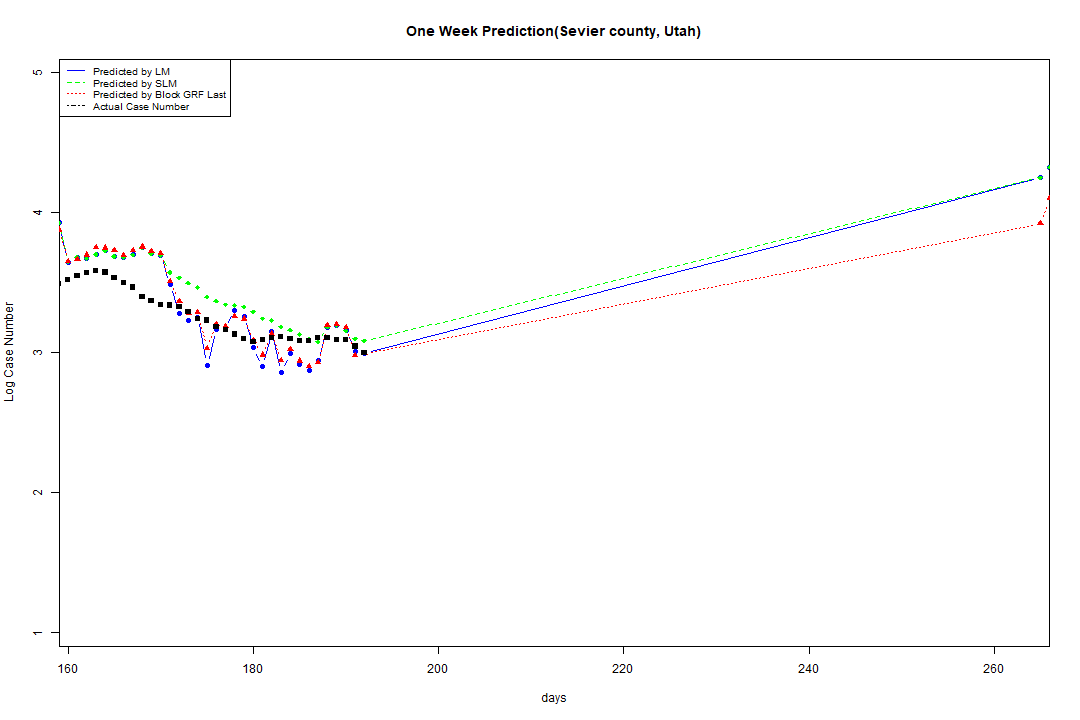 One Week Prediction(Sevier county, Utah)
Predicted by LM
Predicted by SLM
Predicted by Block GRF Last
Actual Case Number
5
4
3
2
1
Log Case Number
160 180 200 220 240 260
days